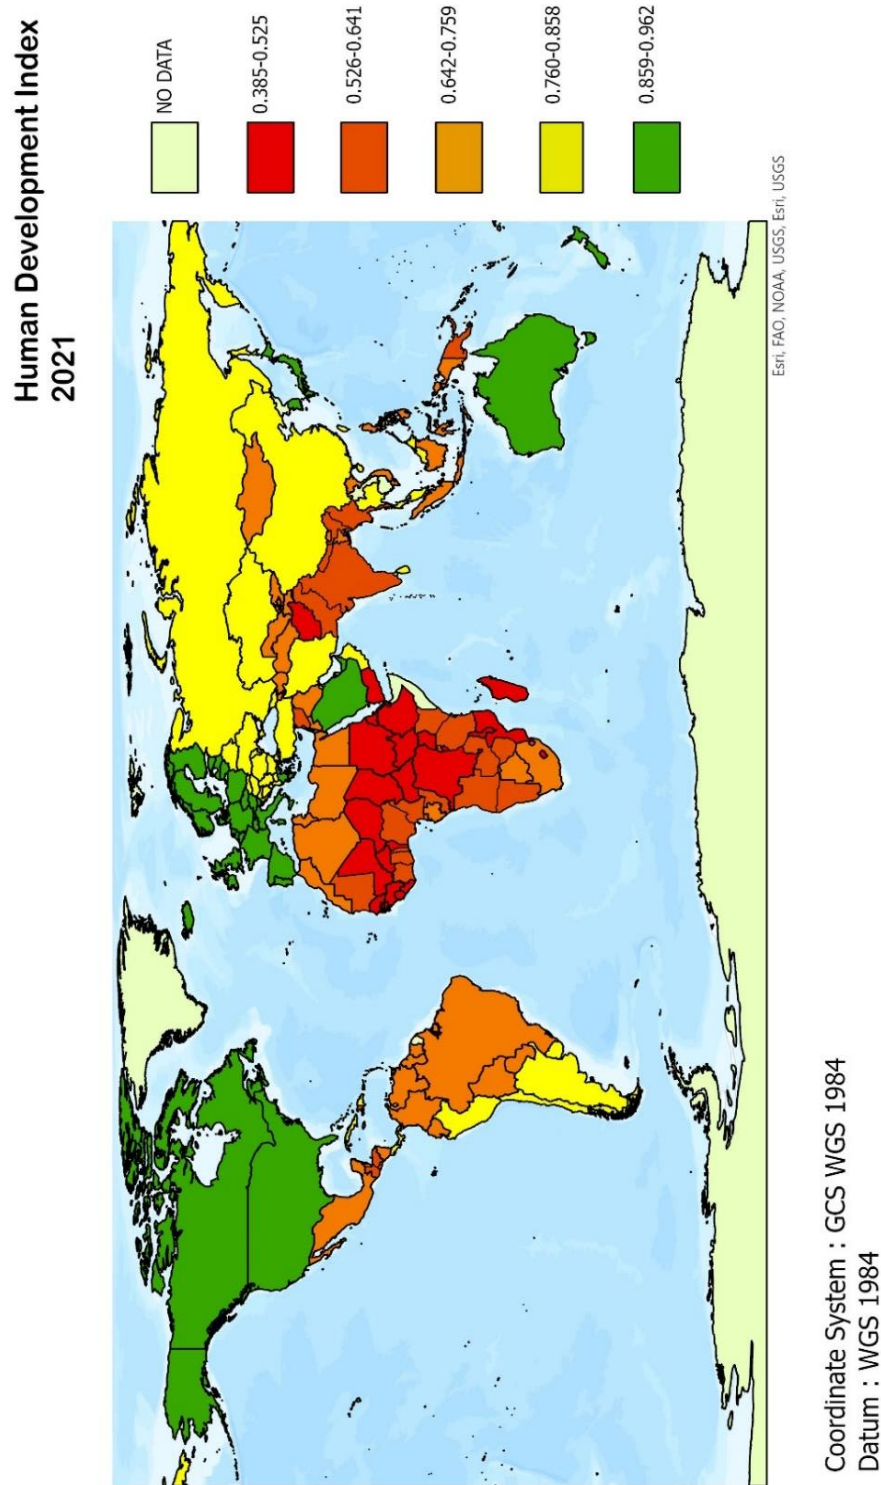 Human Development Index
2021
NO DATA
0.385-0.525
0.526-0.641
0.642-0.759
0.760-0.858
0.859-0.962
Esri, FAO, NOAA, USGS, Esri, USGS
Coordinate System : GCS WGS 1984
Datum : WGS 1984